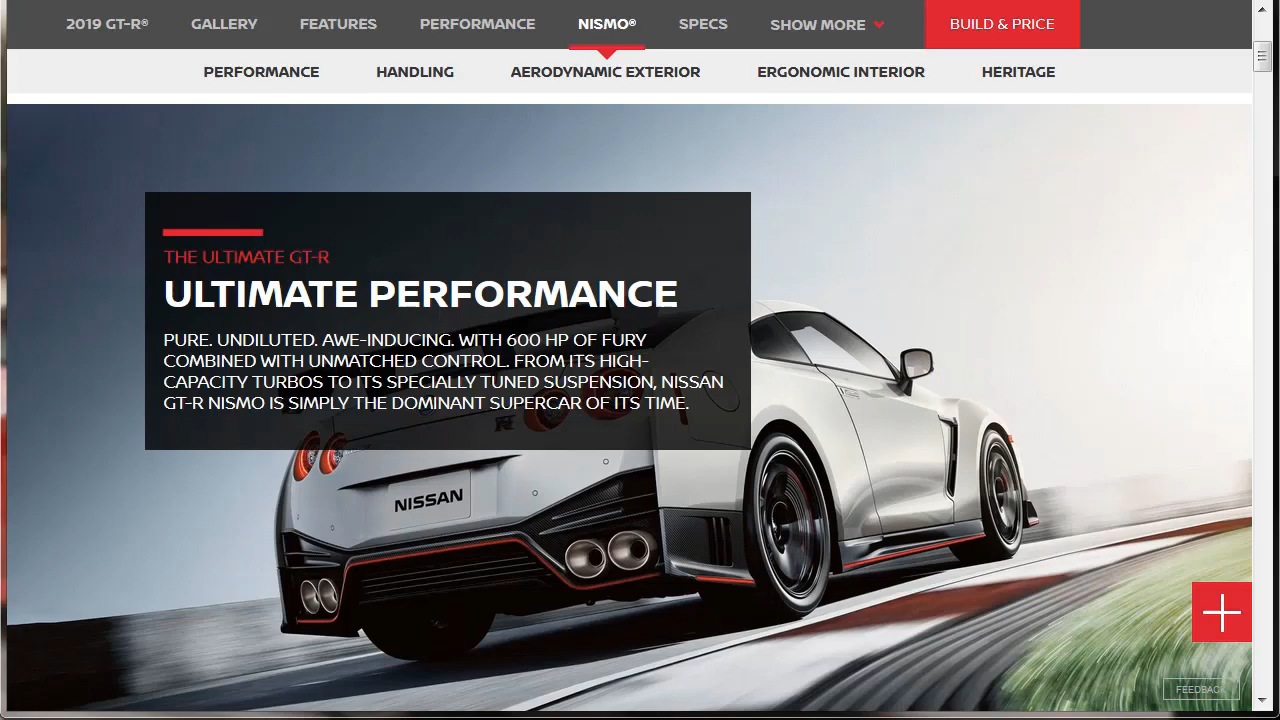 2019 GT-R® GALLERY FEATURES PERFORMANCE NISMO® SPECS SHOW MORE BUILD & PRICE
PERFORMANCE HANDLING AERODYNAMIC EXTERIOR ERGONOMIC INTERIOR HERITAGE
THE ULTIMATE GT-R
ULTIMATE PERFORMANCE
PURE. UNDILUTED. AWE-INDUCING. WITH 600 HP OF FURY
COMBINED WITH UNMATCHED CONTROL. FROM ITS HIGH-
CAPACITY TURBOS TO ITS SPECIALLY TUNED SUSPENSION, NISSAN
GT-R NISMO IS SIMPLY THE DOMINANT SUPERCAR OF ITS TIME.
NISSAN
FEEDBACK